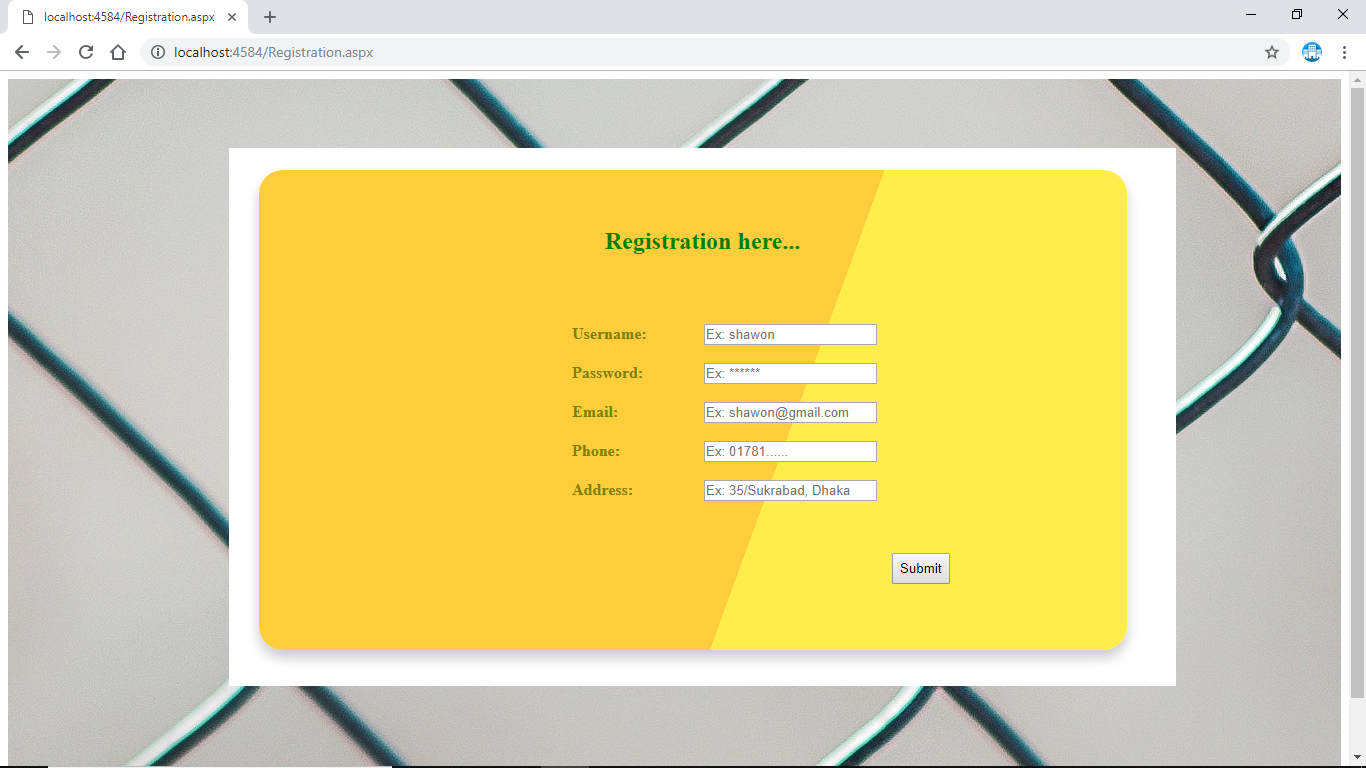 localhost:4584/Registration.aspx
localhost:4584/Registration.aspx
Registration here...
Username: Ex: shawon
Password: Ex: ******
Email: Ex: shawon@gmail.com
Phone: Ex: 01781......
Address: Ex: 35/Sukrabad, Dhaka
Submit